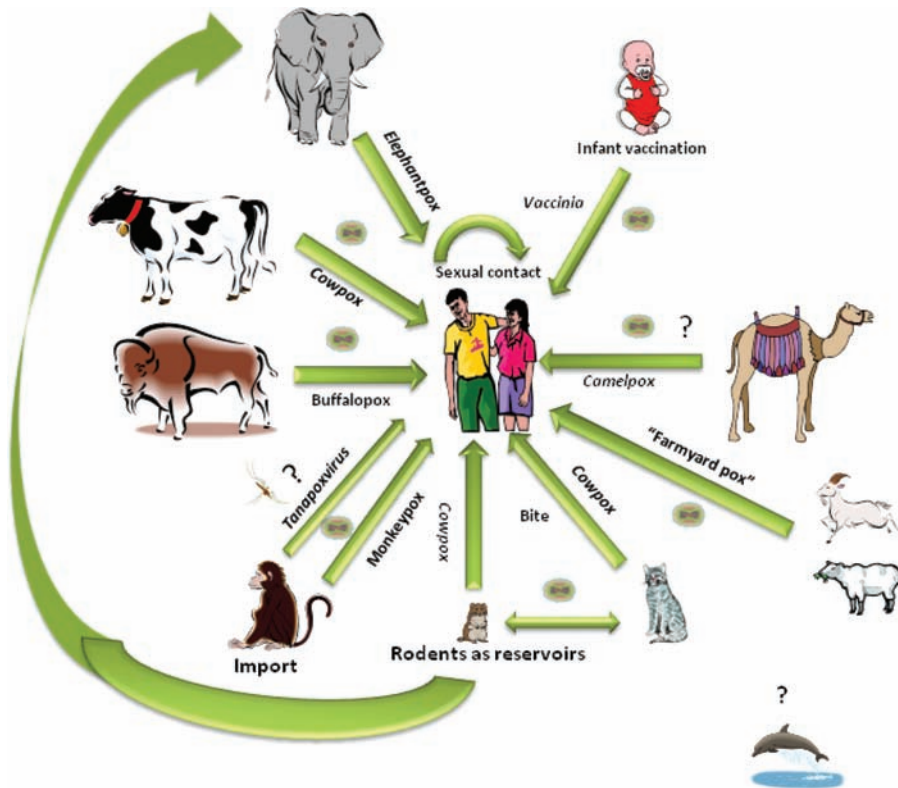 Infant vaccination
Elephantpox
Vaccinia
Sexual contact
Cowpox
?
Camelpox
Buffalopox
"Farmyard pox"
?
Tanapoxvirus
Monkeypox
Cowpox
Bite
Cowpox
Import
Rodents as reservoirs
?